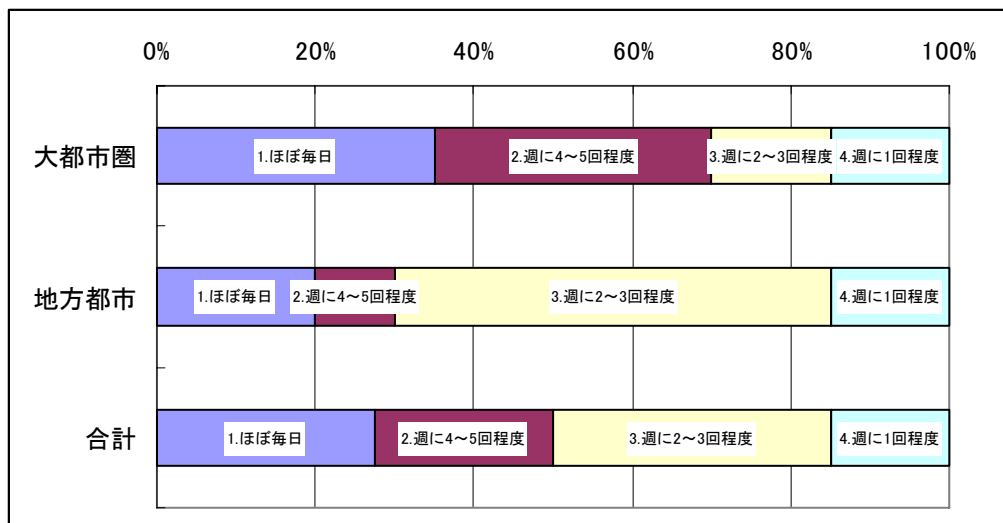 0% 20% 40% 60% 80% 100%
大都市圏 1.ほぼ毎日 2.週に4～5回程度 3.週に2～3回程度 4.週に1回程度
地方都市 1.ほぼ毎日 2.週に4～5回程度 3.週に2～3回程度 4.週に1回程度
合計 1.ほぼ毎日 2.週に4～5回程度 3.週に2～3回程度 4.週に1回程度